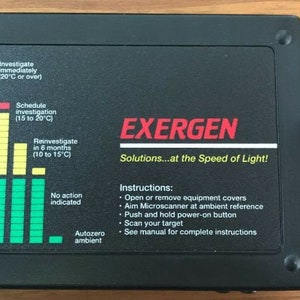 Investigate
immediately
(20°C or over)
Schedule
investigation
(15 to 20°C)
Reinvestigate
in 6 months
(10 to 15°C)
No action
indicated
Autozero
ambient
EXERGEN
Solutions...at the Speed of Light!
Instructions:
• Open or remove equipment covers
• Aim Microscanner at ambient reference
• Push and hold power-on button
• Scan your target
• See manual for complete instructions